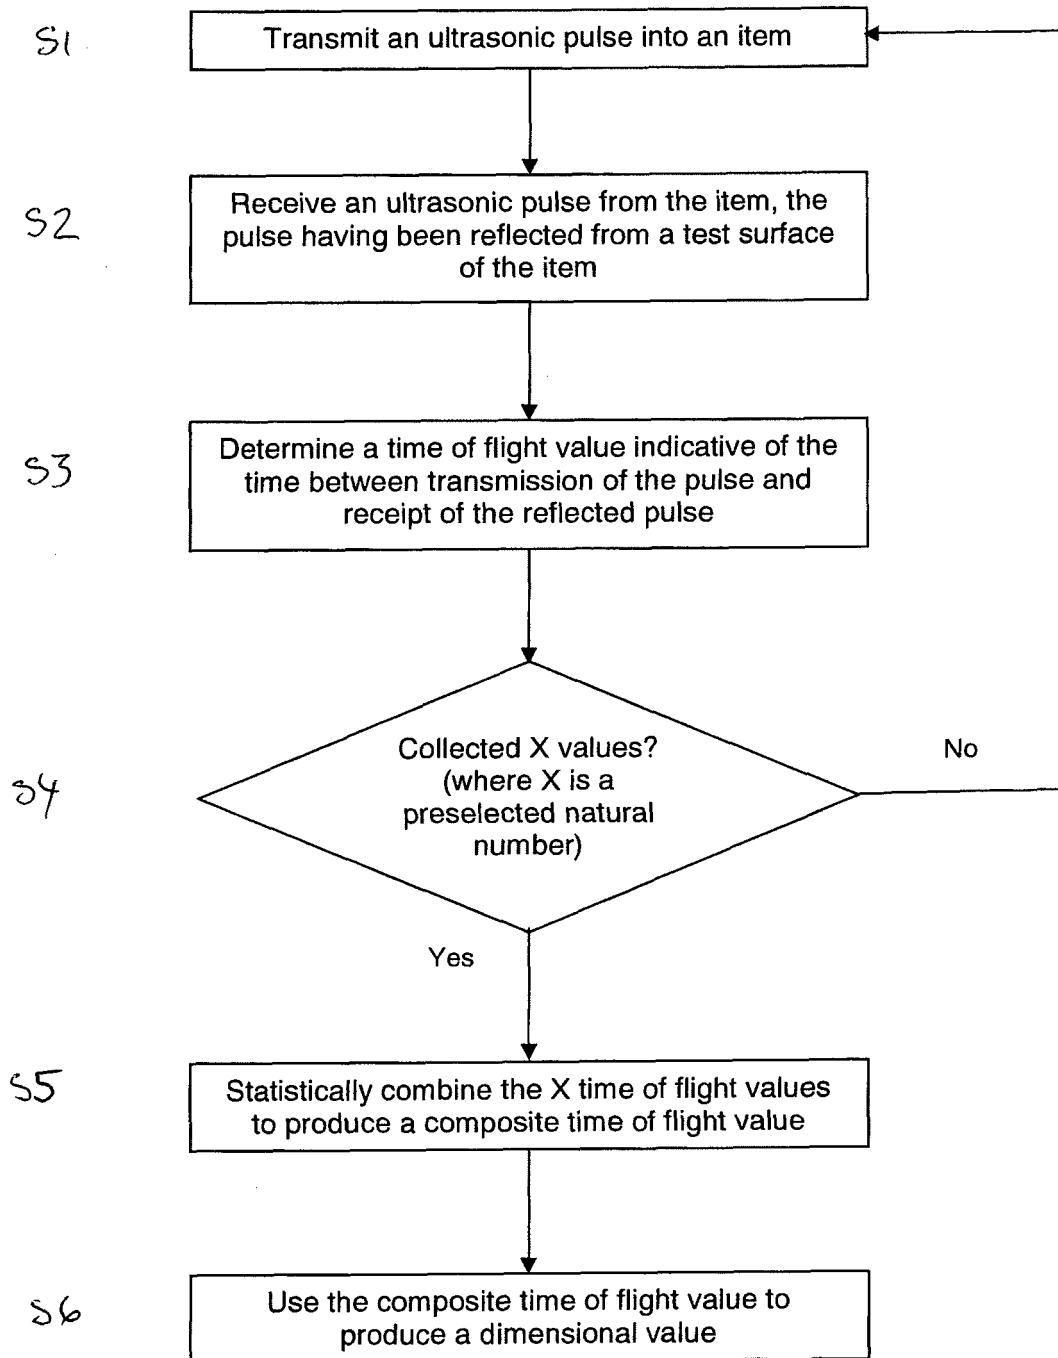 S1
Transmit an ultrasonic pulse into an item
S2
Receive an ultrasonic pulse from the item, the
pulse having been reflected from a test surface
of the item
S3
Determine a time of flight value indicative of the
time between transmission of the pulse and
receipt of the reflected pulse
S4
Collected X values?
(where X is a
preselected natural
number)
No
Yes
S5
Statistically combine the X time of flight values
to produce a composite time of flight value
S6
Use the composite time of flight value to
produce a dimensional value